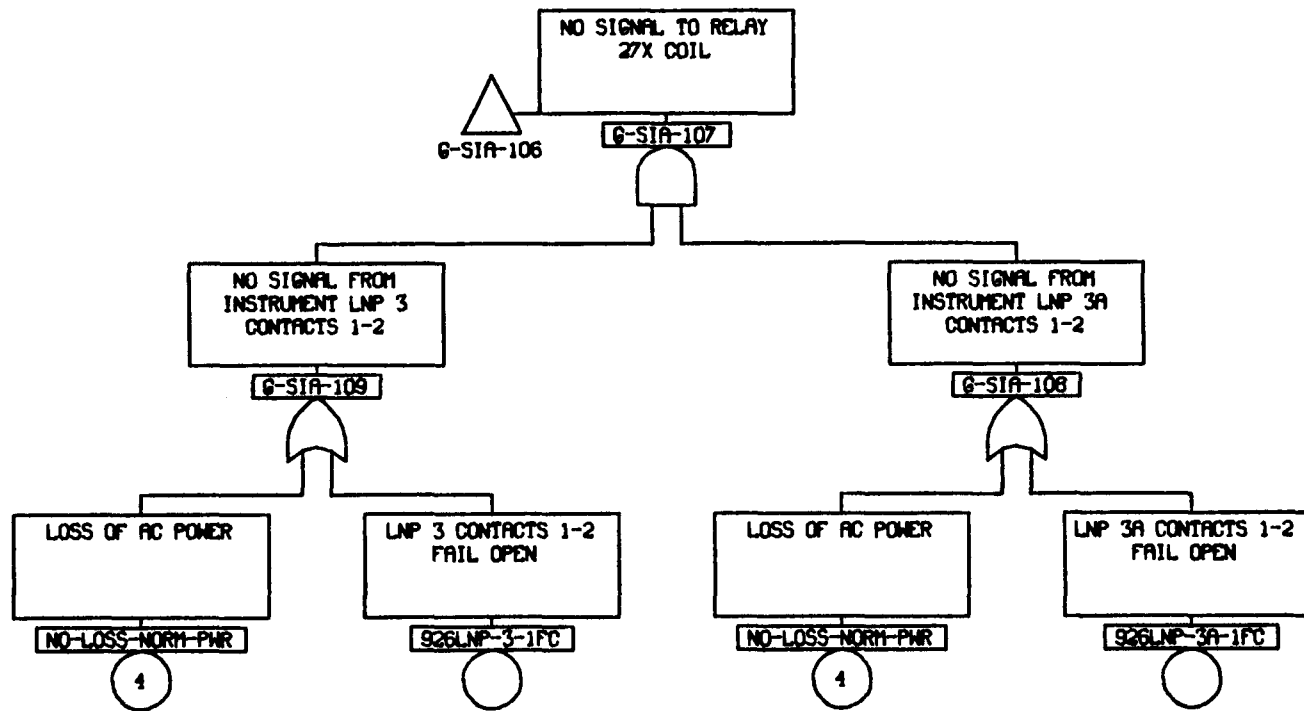 NO SIGNAL TO RELAY
27X COIL
G-SIA-106
G-SIA-107
NO SIGNAL FROM
INSTRUMENT LNP 3
CONTACTS 1-2
NO SIGNAL FROM
INSTRUMENT LNP 3A
CONTACTS 1-2
G-SIA-109
G-SIA-108
LOSS OF AC POWER
LNP 3 CONTACTS 1-2
FAIL OPEN
LOSS OF AC POWER
LNP 3A CONTACTS 1-2
FAIL OPEN
NO-LOSS-NORM-PWR
926LNP-3-1FC
NO-LOSS-NORM-PWR
926LNP-3A-1FC
4
4